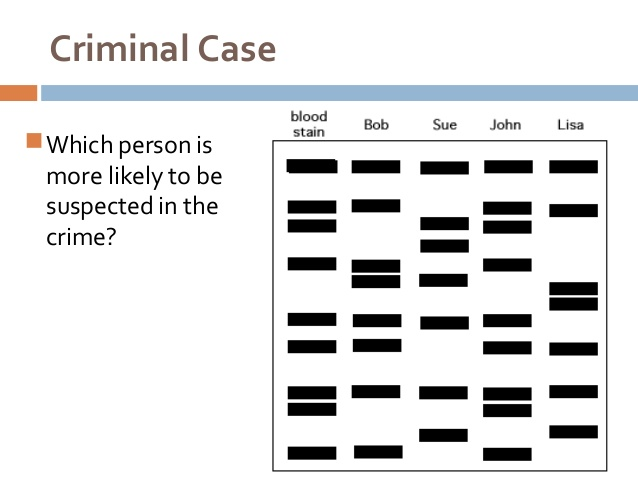 Criminal Case
Which person is
more likely to be
suspected in the
crime?
blood
stain
Bob
Sue
John
Lisa